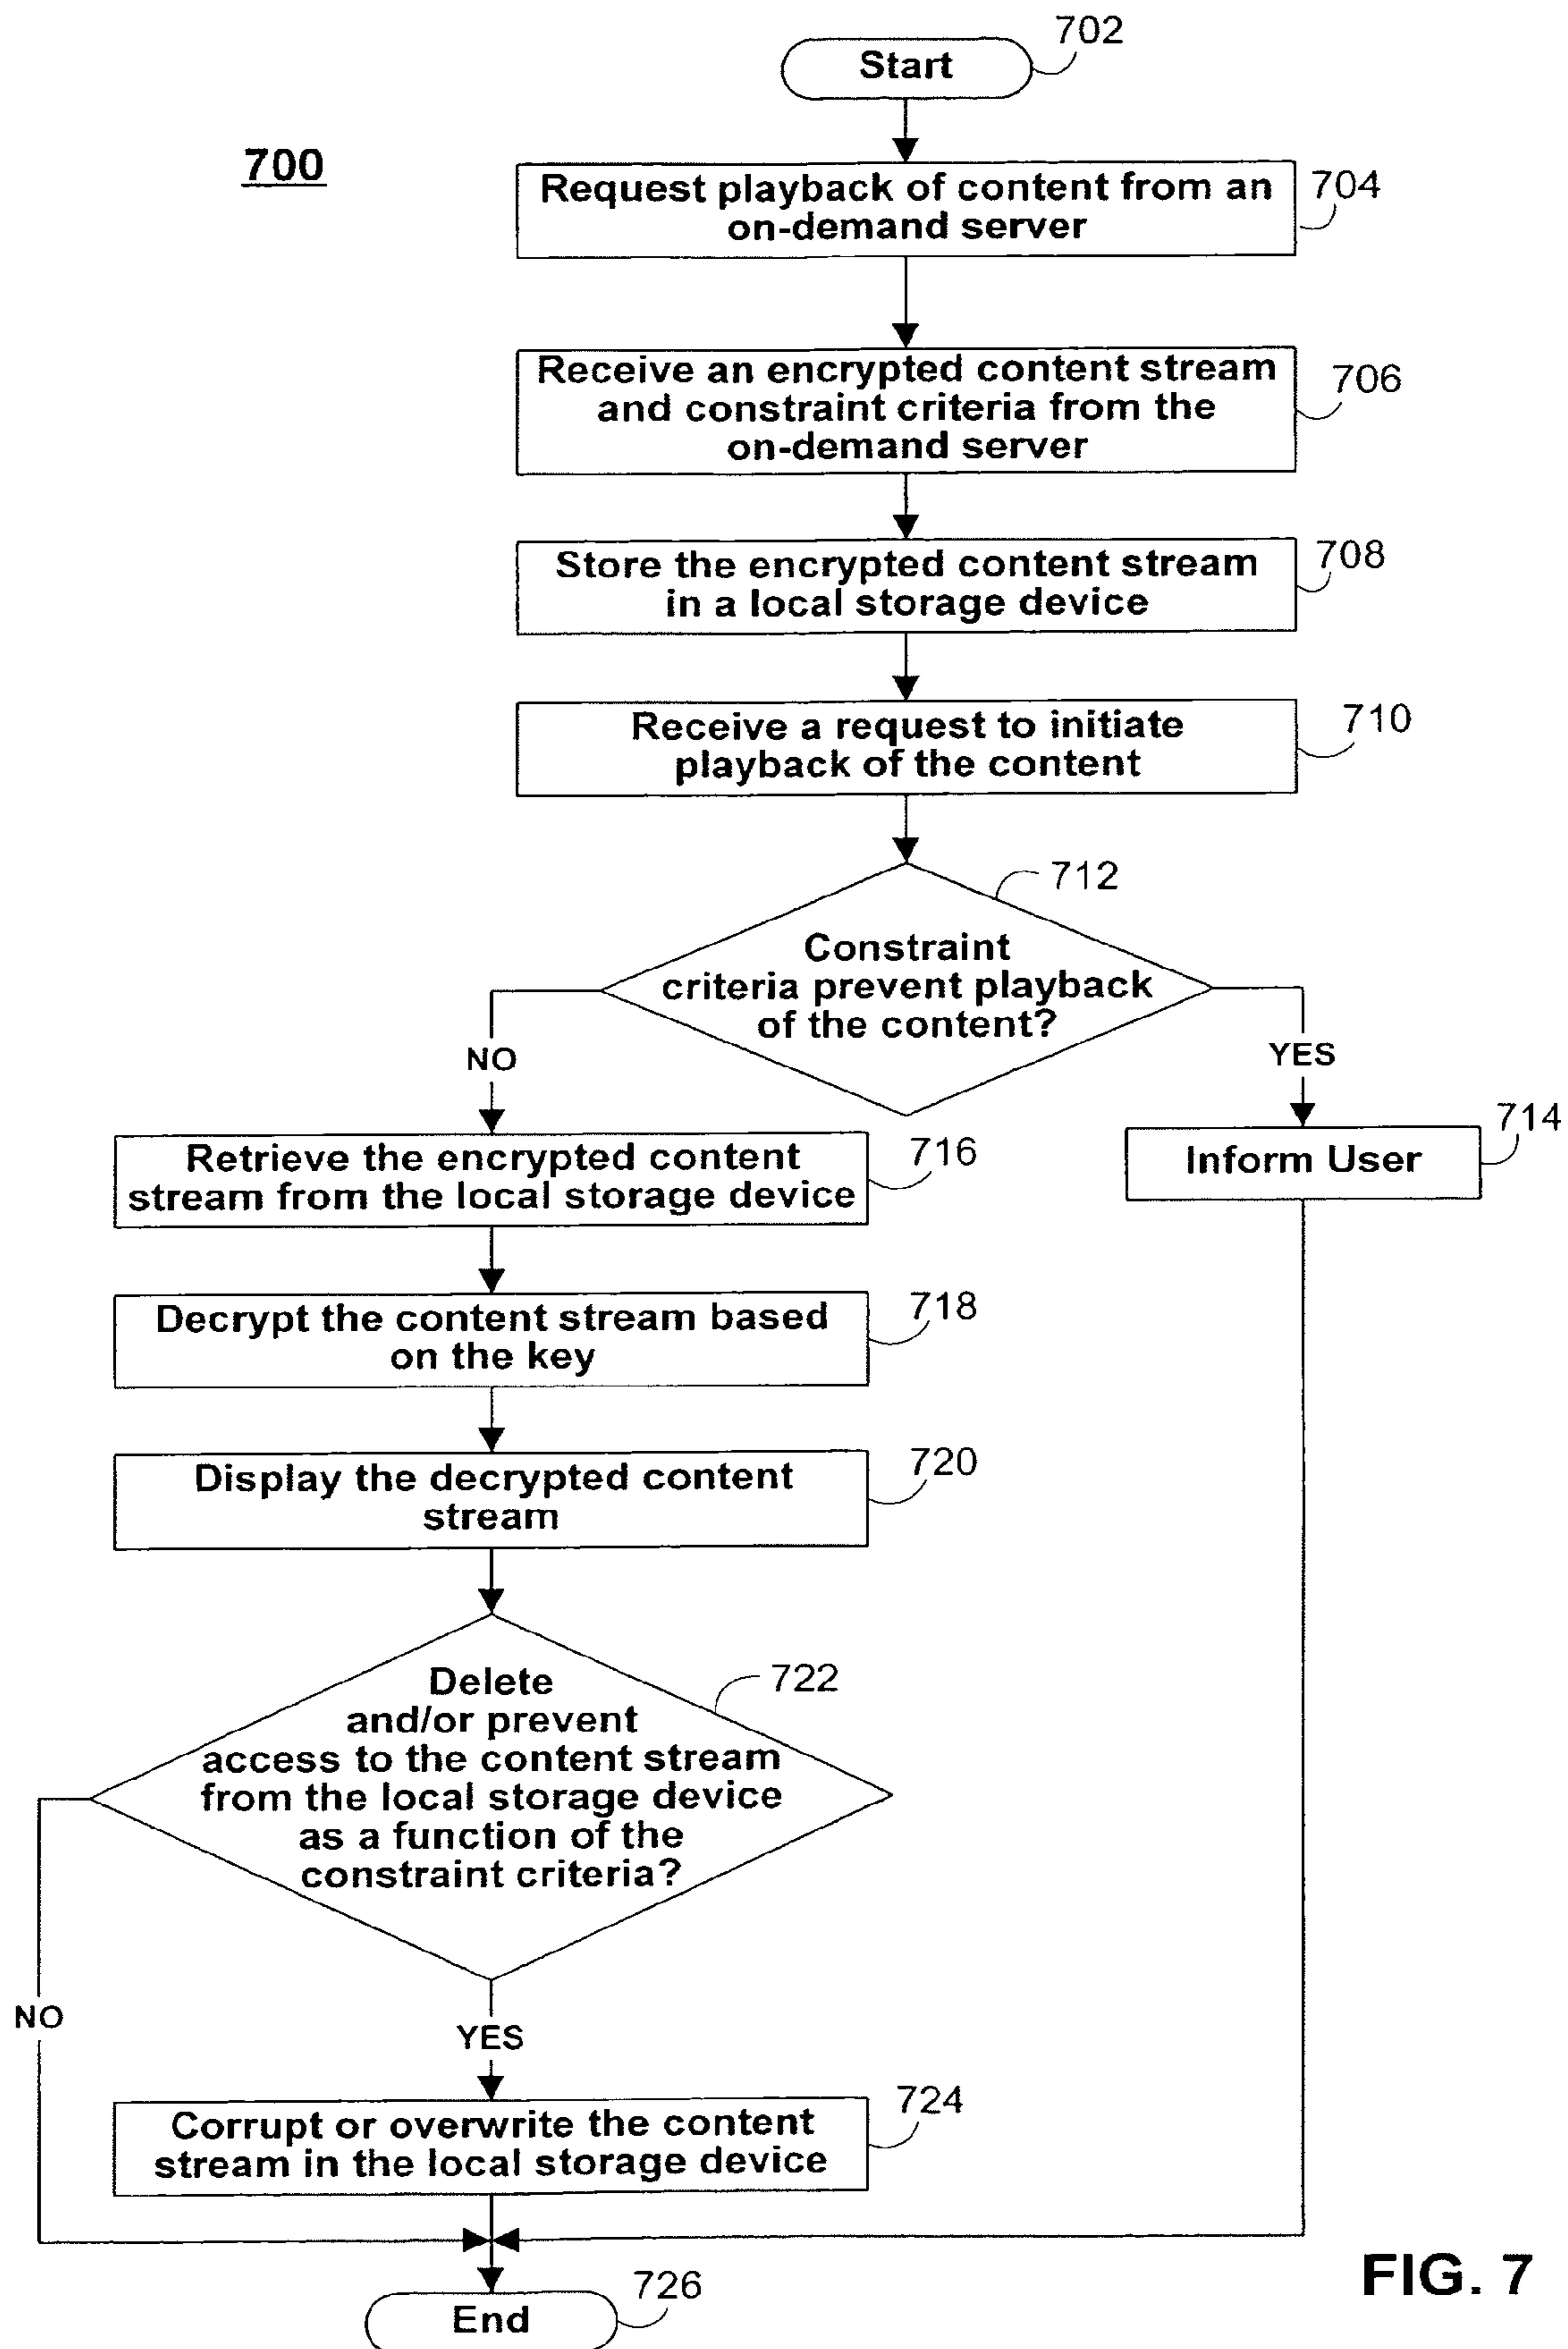 702
Start
700
Request playback of content from an
on-demand server
704
Receive an encrypted content stream
and constraint criteria from the
on-demand server
706
Store the encrypted content stream
in a local storage device
708
Receive a request to initiate
playback of the content
710
712
Constraint
criteria prevent playback
of the content?
NO
YES
Retrieve the encrypted content
stream from the local storage device
716
Inform User
714
Decrypt the content stream based
on the key
718
Display the decrypted content
stream
720
Delete
and/or prevent
access to the content stream
from the local storage device
as a function of the
constraint criteria?
722
NO
YES
Corrupt or overwrite the content
stream in the local storage device
724
End
726
FIG. 7